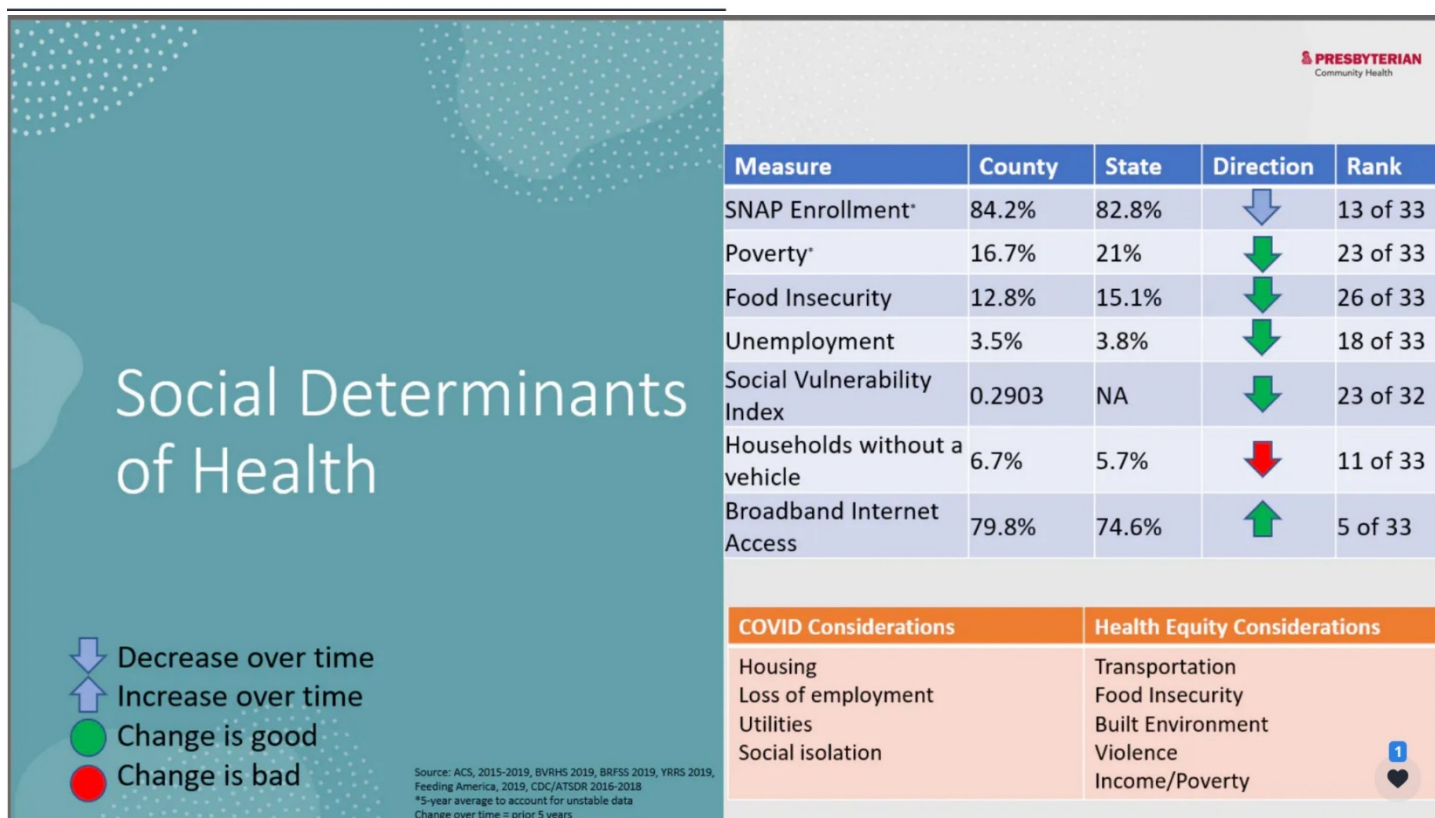 PRESBYTERIAN
Community Health
Social Determinants
of Health
Decrease over time
Increase over time
Change is good
Change is bad
Source: ACS, 2015-2019, BVRHS 2019, BRFSS 2019, YRRS 2019,
Feeding America, 2019, CDC/ATSDR 2016-2018
*5-year average to account for unstable data
Change over time = prior 5 years
Measure County State Direction Rank
SNAP Enrollment* 84.2% 82.8% 13 of 33
Poverty* 16.7% 21% 23 of 33
Food Insecurity 12.8% 15.1% 26 of 33
Unemployment 3.5% 3.8% 18 of 33
Social Vulnerability
Index 0.2903 NA 23 of 32
Households without a
vehicle 6.7% 5.7% 11 of 33
Broadband Internet
Access 79.8% 74.6% 5 of 33
COVID Considerations
Housing
Loss of employment
Utilities
Social isolation
Health Equity Considerations
Transportation
Food Insecurity
Built Environment
Violence
Income/Poverty
1